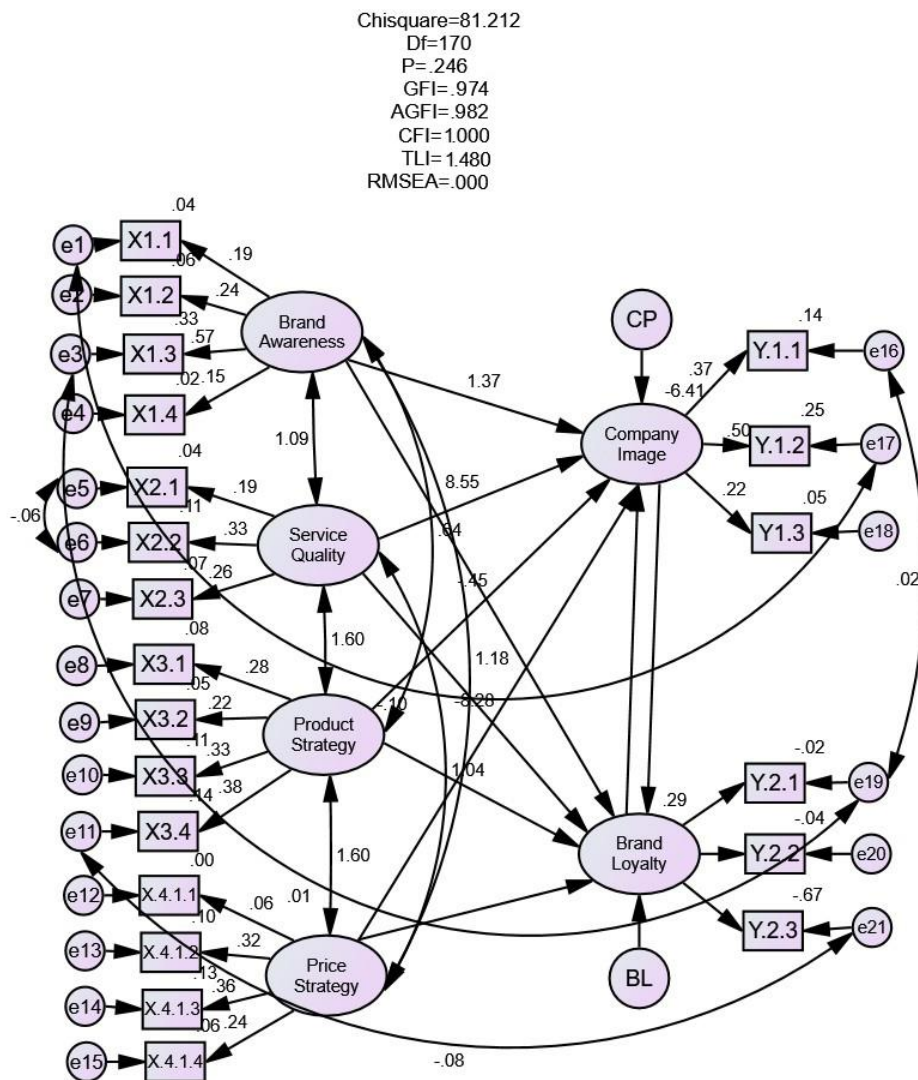 Chisquare=81.212
Df=170
P=.246
GFI=.974
AGFI=.982
CFI=1.000
TLI=1.480
RMSEA=.000
.04
e1
X1.1
.19
.06
e2
X1.2
.24
.33
e3
X1.3
.57
.02
.15
e4
X1.4
Brand
Awareness
CP
.14
.37
Y.1.1
e16
-6.41
1.37
Company
Image
.25
.50
Y.1.2
e17
.22
.05
Y1.3
e18
1.09
.04
e5
X2.1
.19
8.55
-.06
.11
e6
X2.2
.33
Service
Quality
.64
.07
.26
e7
X2.3
-.45
.02
1.60
1.18
.08
e8
X3.1
.28
.05
e9
X3.2
.22
Product
Strategy
-.10
-8.28
.11
.33
e10
X3.3
1.04
.14
.38
e11
X3.4
-.02
Y.2.1
e19
.29
Brand
Loyalty
-.04
Y.2.2
e20
1.60
.00
e12
X.4.1.1
.06
.01
-.67
Y.2.3
e21
.10
e13
X.4.1.2
.32
Price
Strategy
BL
.13
.36
e14
X.4.1.3
.06
.24
e15
X.4.1.4
-.08